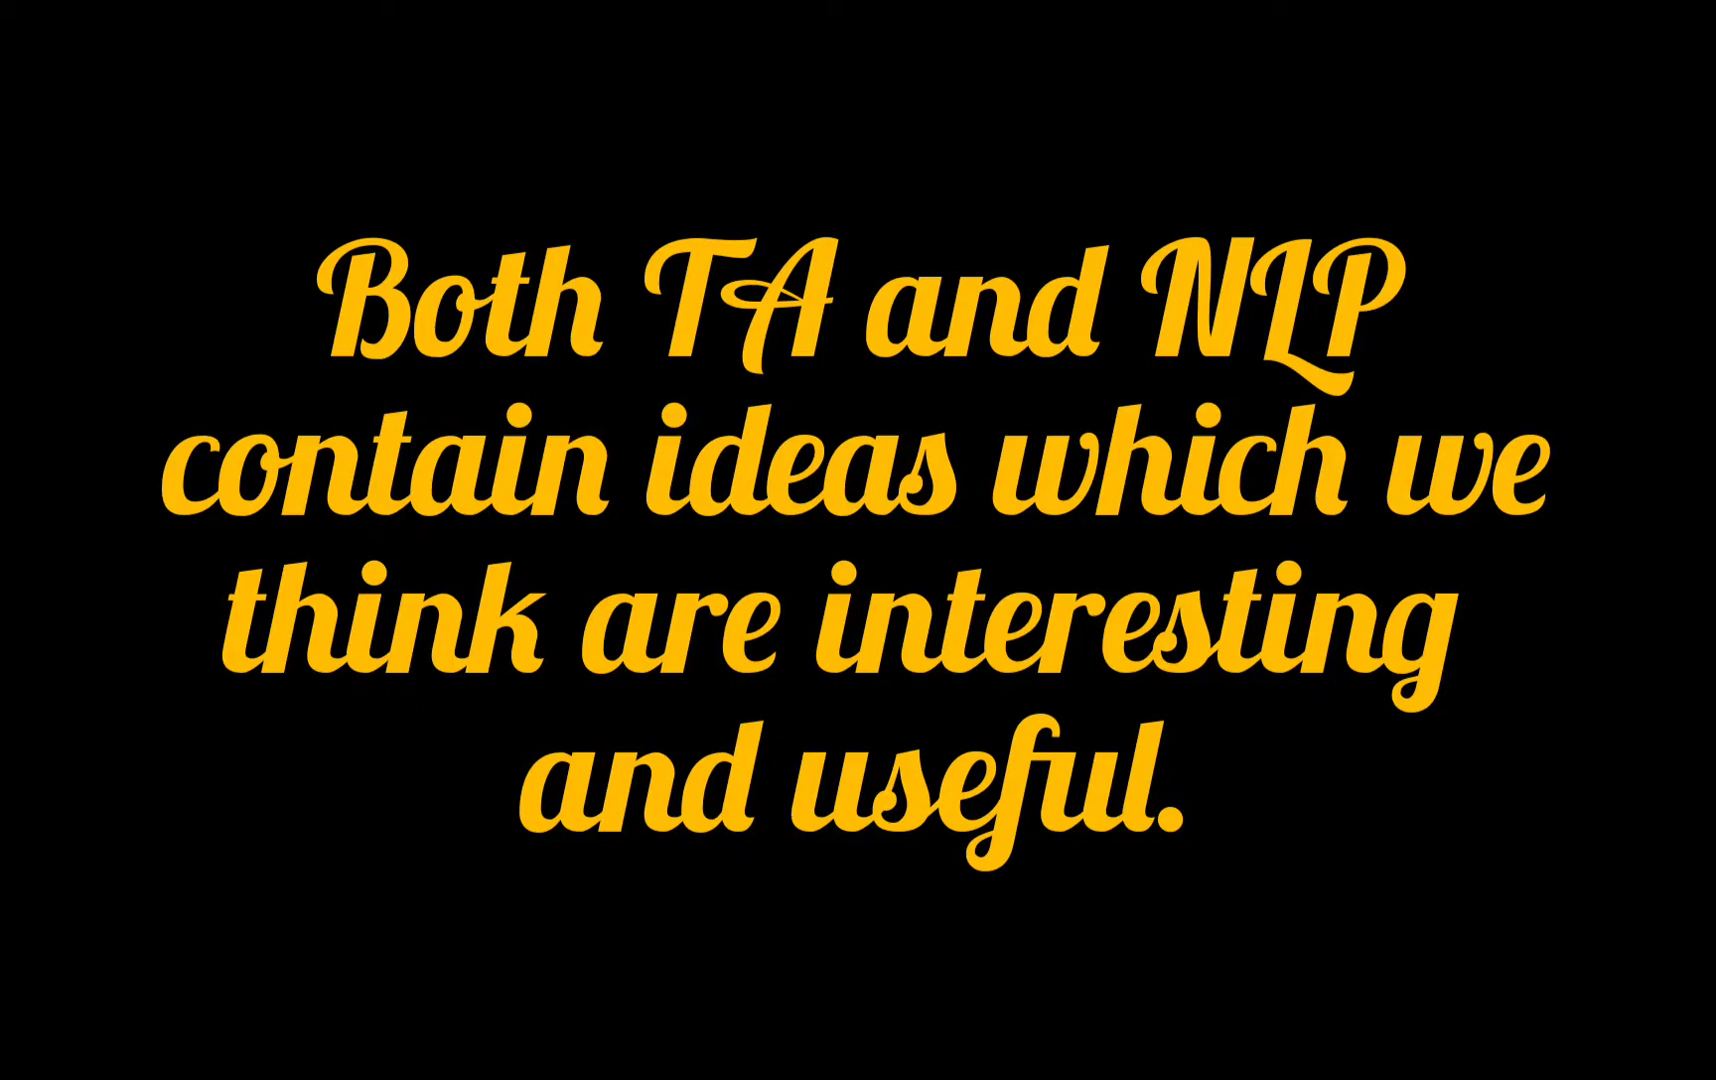 Both TA and NLP
contain ideas which we
think are interesting
and useful.